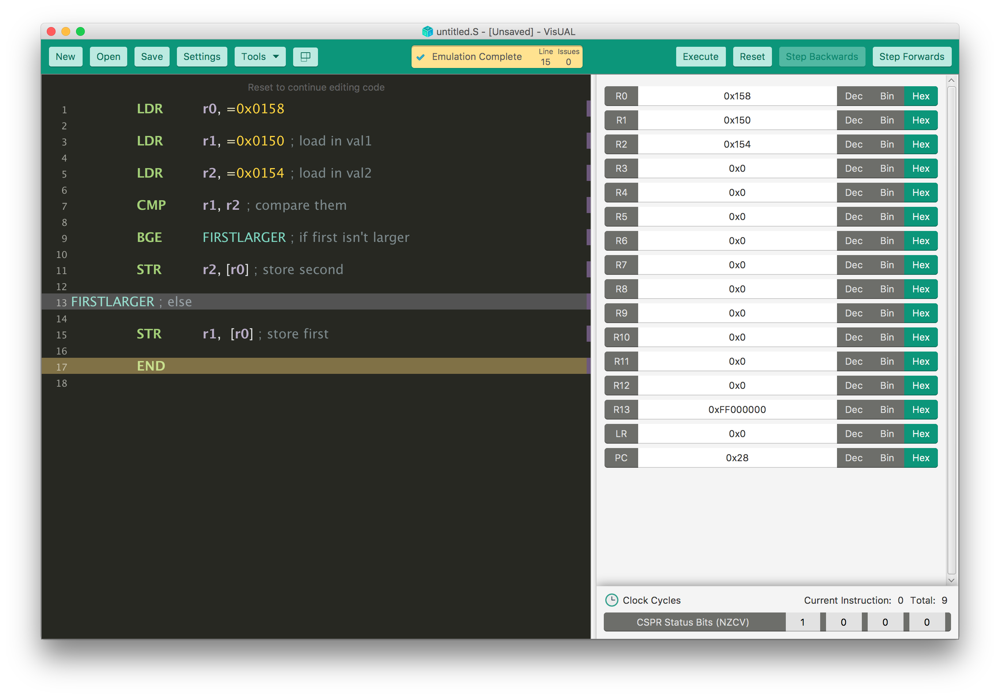 untitled.S - [Unsaved] - VisUAL
New Open Save Settings Tools Emulation Complete Line 15 Issues 0 Execute Reset Step Backwards Step Forwards
Reset to continue editing code
1 LDR r0, =0x0158
2
3 LDR r1, =0x0150 ; load in val1
4
5 LDR r2, =0x0154 ; load in val2
6
7 CMP r1, r2 ; compare them
8
9 BGE FIRSTLARGER ; if first isn't larger
10
11 STR r2, [r0] ; store second
12
13 FIRSTLARGER ; else
14
15 STR r1, [r0] ; store first
16
17 END
18
R0 0x158 Dec Bin Hex
R1 0x150 Dec Bin Hex
R2 0x154 Dec Bin Hex
R3 0x0 Dec Bin Hex
R4 0x0 Dec Bin Hex
R5 0x0 Dec Bin Hex
R6 0x0 Dec Bin Hex
R7 0x0 Dec Bin Hex
R8 0x0 Dec Bin Hex
R9 0x0 Dec Bin Hex
R10 0x0 Dec Bin Hex
R11 0x0 Dec Bin Hex
R12 0x0 Dec Bin Hex
R13 0xFF000000 Dec Bin Hex
LR 0x0 Dec Bin Hex
PC 0x28 Dec Bin Hex
Clock Cycles Current Instruction: 0 Total: 9
CSPR Status Bits (NZCV) 1 0 0 0